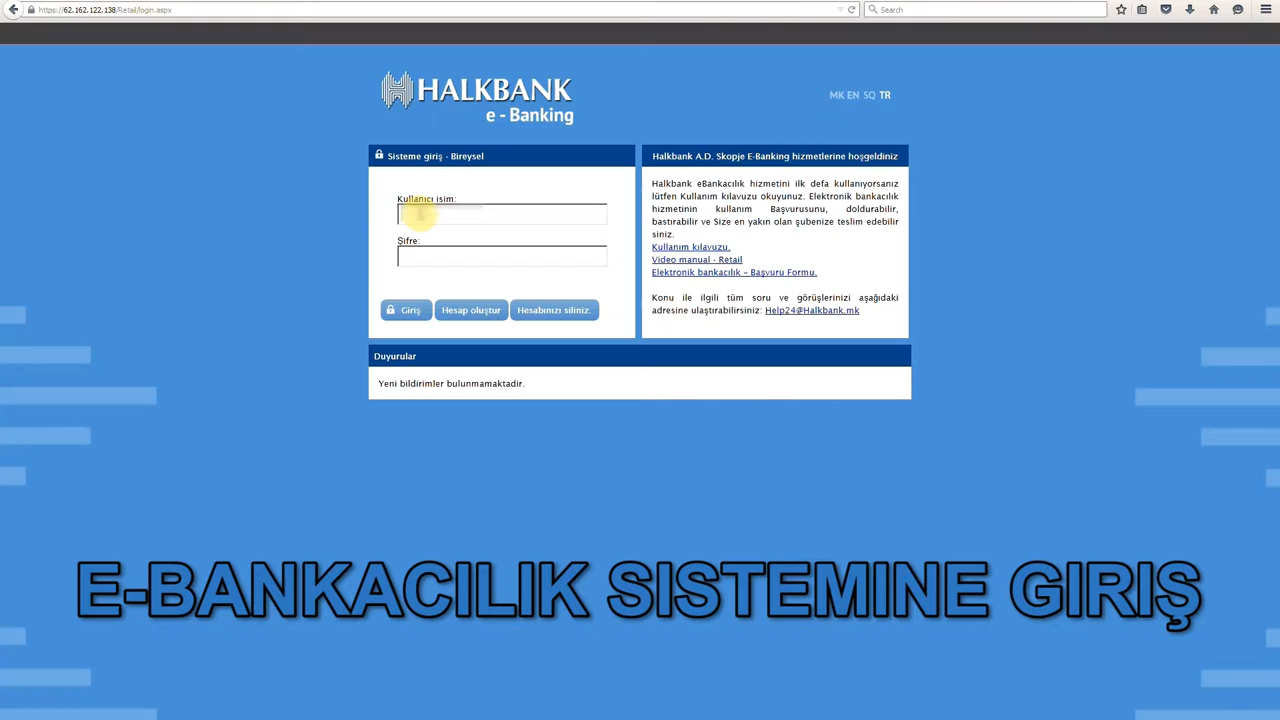 https://62.162.122.138/Retail/login.aspx
Search
HALKBANK
e - Banking
MK EN SQ TR
Sisteme giriş - Bireysel
Kullanıcı isim:
Şifre:
Giriş
Hesap oluştur
Hesabınızı siliniz.
Halkbank A.D. Skopje E-Banking hizmetlerine hoşgeldiniz
Halkbank eBankacılık hizmetini ilk defa kullanıyorsanız
lütfen Kullanım kılavuzu okuyunuz. Elektronik bankacılık
hizmetinin kullanım Başvurusunu, doldurabilir,
bastırabilir ve Size en yakın olan şubenize teslim edebilir
siniz.
Kullanım kılavuzu.
Video manual - Retail
Elektronik bankacılık – Başvuru Formu.
Konu ile ilgili tüm soru ve görüşlerinizi aşağıdaki
adresine ulaştırabilirsiniz: Help24@Halkbank.mk
Duyurular
Yeni bildirimler bulunmamaktadir.
E-BANKACILIK SISTEMINE GIRIŞ